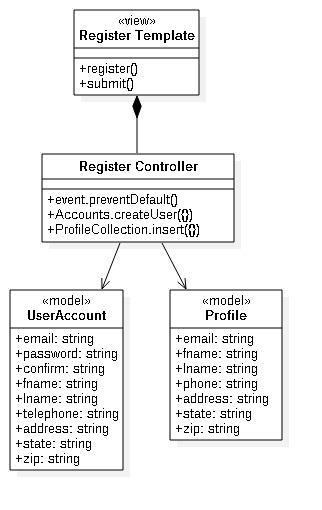 «view»
Register Template
+register()
+submit()
Register Controller
+event.preventDefault()
+Accounts.createUser({})
+ProfileCollection.insert({})
«model»
UserAccount
+email: string
+password: string
+confirm: string
+fname: string
+lname: string
+telephone: string
+address: string
+state: string
+zip: string
«model»
Profile
+email: string
+fname: string
+lname: string
+phone: string
+address: string
+state: string
+zip: string